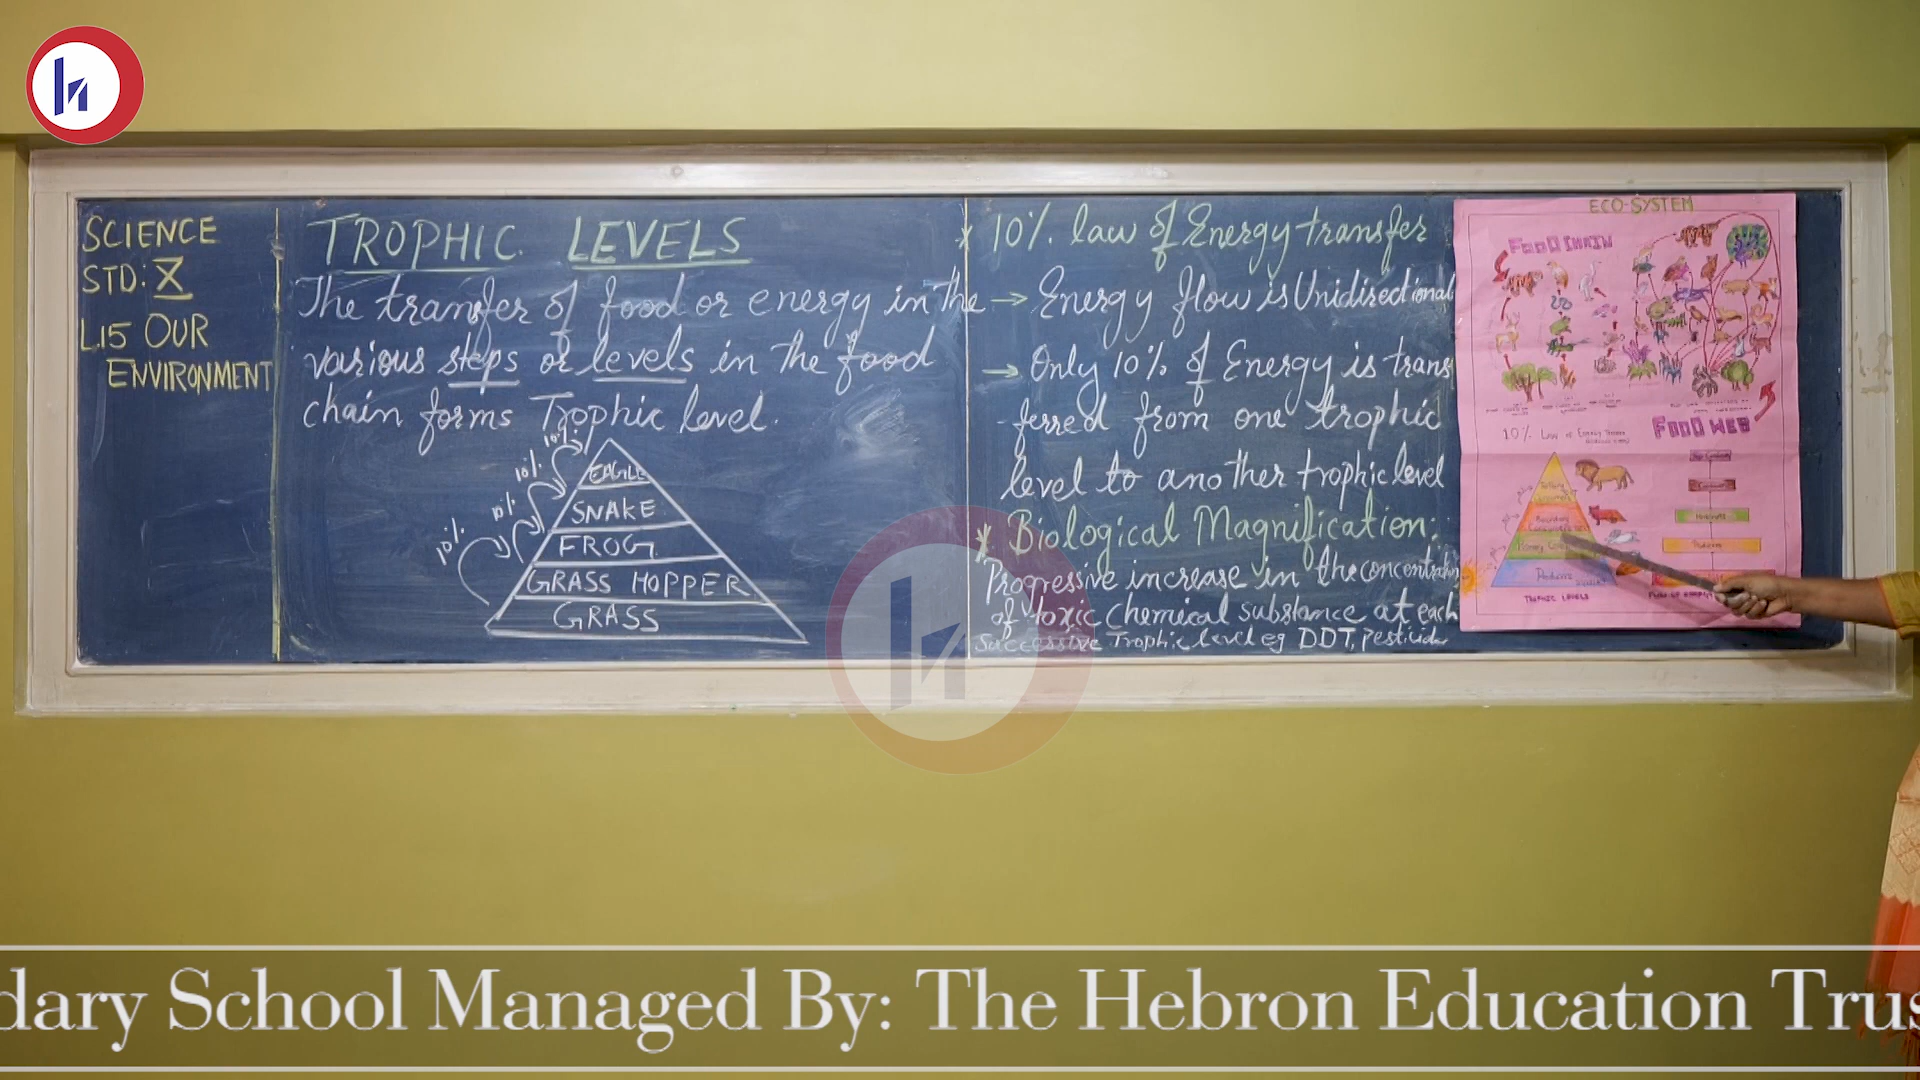 SCIENCE
STD: X
L.15 OUR
ENVIRONMENT
TROPHIC LEVELS
The transfer of food or energy in the
various steps or levels in the food
chain forms Trophic level.
10%
10%
10%
10%
EAGLE
SNAKE
FROG
GRASS HOPPER
GRASS
* 10% law of Energy transfer
→ Energy flow is Unidirectional
→ Only 10% of Energy is trans
-ferred from one trophic
level to another trophic level
* Biological Magnification:
Progressive increase in the concentration
of toxic chemical substance at each
Successive Trophic level eg DDT, pesticide
ECO-SYSTEM
FOOD CHAIN
FOOD WEB
10% Law of Energy
Producers
TROPHIC LEVELS
FLOW OF ENERGY
dary School Managed By: The Hebron Education Trus